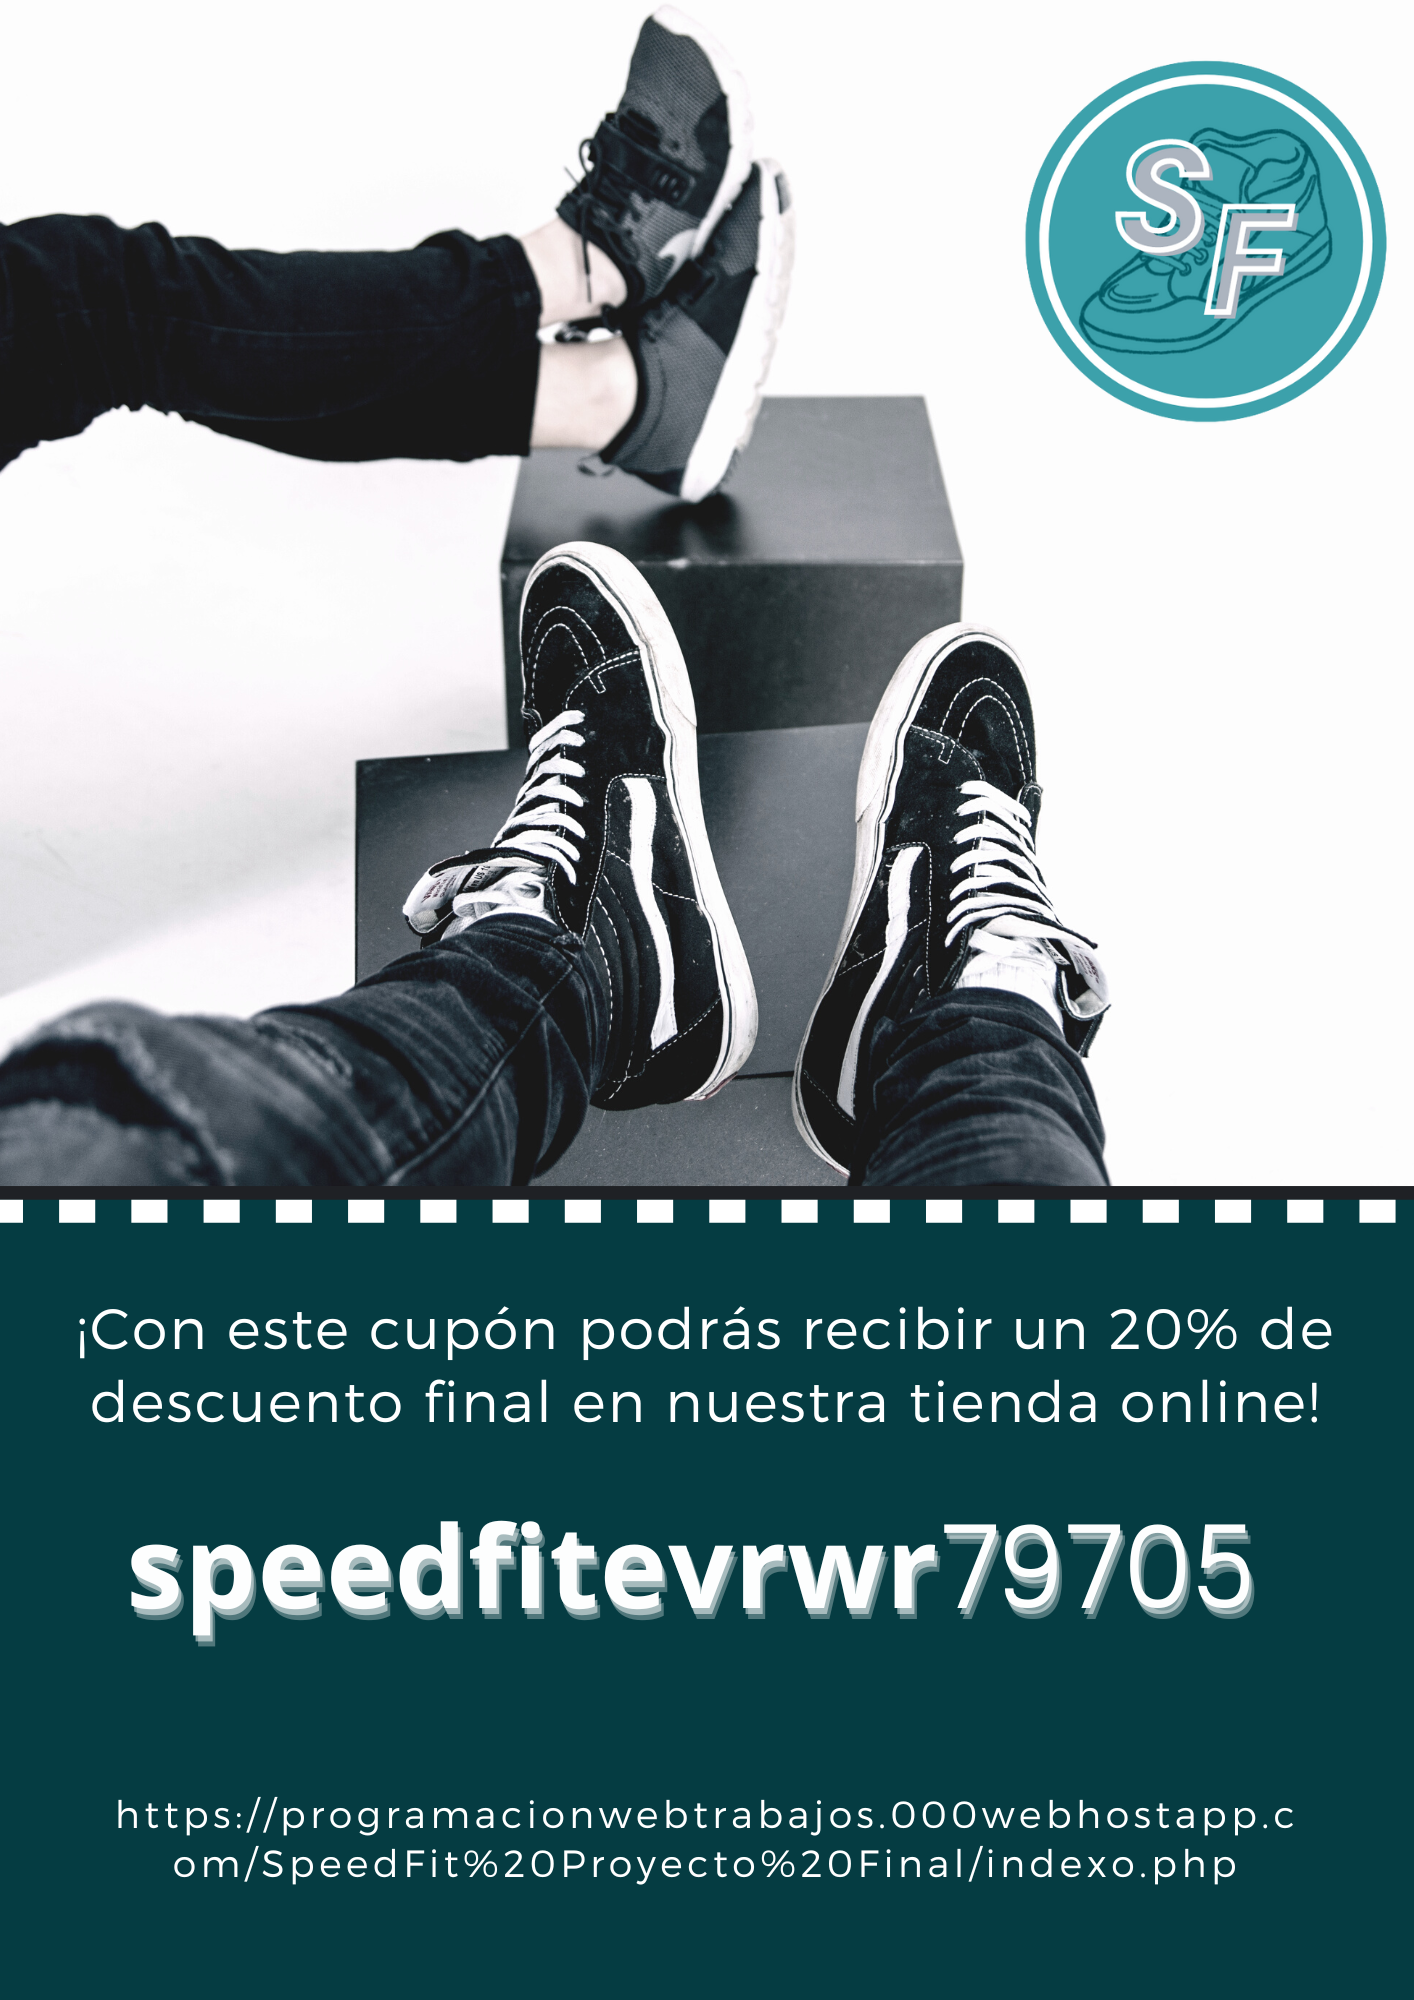 SF
¡Con este cupón podrás recibir un 20% de
descuento final en nuestra tienda online!
speedfitevrwr79705
https://programacionwebtrabajos.000webhostapp.c
om/SpeedFit%20Proyecto%20Final/indexo.php